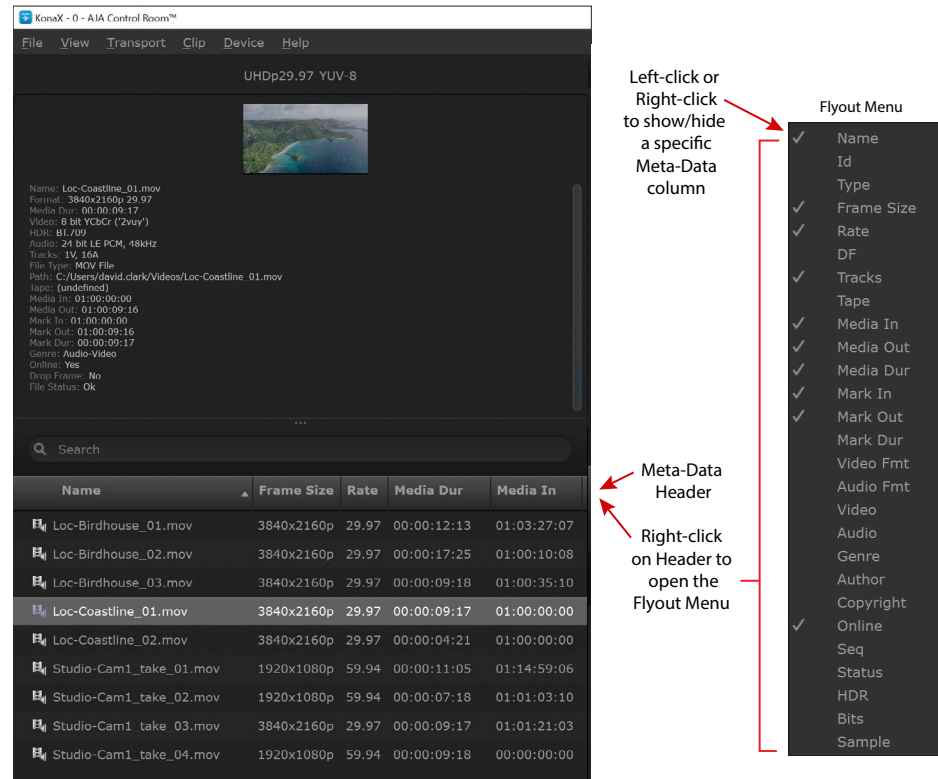 KonaX - 0 - AJA Control Room™
File View Transport Clip Device Help
UHDp29.97 YUV-8
Name: Loc-Coastline_01.mov
Format: 3840x2160p 29.97
Media Dur: 00:00:09:17
Video: 8 bit YCbCr ('2vuy')
HDR: BT.709
Audio: 24 bit LE PCM, 48kHz
Tracks: 1V, 16A
File Type: MOV File
Path: C:/Users/david.clark/Videos/Loc-Coastline_01.mov
Tape: (undefined)
Media In: 01:00:00:00
Media Out: 01:00:09:16
Mark In: 01:00:00:00
Mark Out: 01:00:09:16
Mark Dur: 00:00:09:17
Genre: Audio-Video
Online: Yes
Drop Frame: No
File Status: Ok
Search
Name Frame Size Rate Media Dur Media In
Loc-Birdhouse_01.mov 3840x2160p 29.97 00:00:12:13 01:03:27:07
Loc-Birdhouse_02.mov 3840x2160p 29.97 00:00:17:25 01:00:10:08
Loc-Birdhouse_03.mov 3840x2160p 29.97 00:00:09:18 01:00:35:10
Loc-Coastline_01.mov 3840x2160p 29.97 00:00:09:17 01:00:00:00
Loc-Coastline_02.mov 3840x2160p 29.97 00:00:04:21 01:00:00:00
Studio-Cam1_take_01.mov 1920x1080p 59.94 00:00:11:05 01:14:59:06
Studio-Cam1_take_02.mov 1920x1080p 59.94 00:00:07:18 01:01:03:10
Studio-Cam1_take_03.mov 3840x2160p 29.97 00:00:09:17 01:01:21:03
Studio-Cam1_take_04.mov 1920x1080p 59.94 00:00:09:18 00:00:00:00
Left-click or
Right-click
to show/hide
a specific
Meta-Data
column
Meta-Data
Header
Right-click
on Header to
open the
Flyout Menu
Flyout Menu
Name
Id
Type
Frame Size
Rate
DF
Tracks
Tape
Media In
Media Out
Media Dur
Mark In
Mark Out
Mark Dur
Video Fmt
Audio Fmt
Video
Audio
Genre
Author
Copyright
Online
Seq
Status
HDR
Bits
Sample